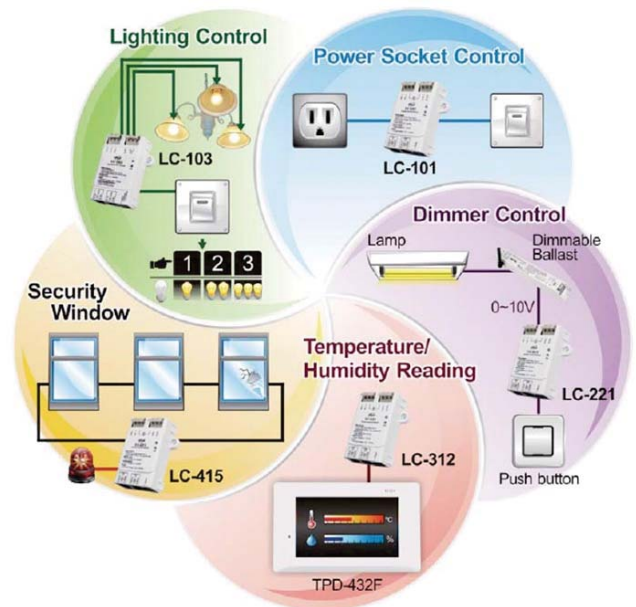 Lighting Control
LC-103
1 2 3
Power Socket Control
LC-101
Dimmer Control
Lamp
Dimmable
Ballast
0~10V
LC-221
Push button
Security
Window
LC-415
Temperature/
Humidity Reading
LC-312
°C
%
TPD-432F